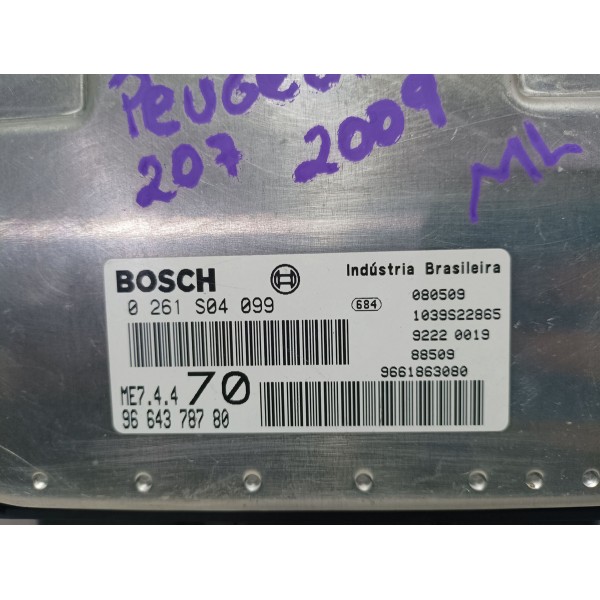 PEUGEOT
207 2009
ML
BOSCH
Indústria Brasileira
0 261 S04 099
684
080509
1039S22865
9222 0019
88509
9661863080
ME7.4.4 70
96 643 787 80